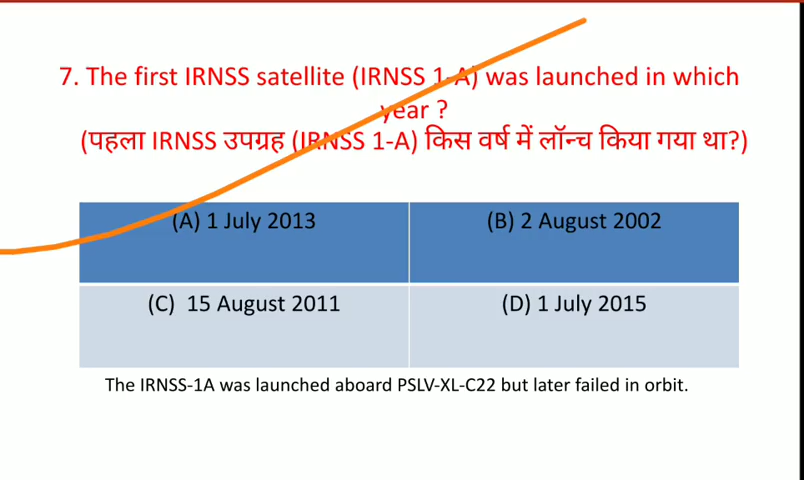 7. The first IRNSS satellite (IRNSS 1-A) was launched in which
year ?
(पहला IRNSS उपग्रह (IRNSS 1-A) किस वर्ष में लॉन्च किया गया था?)
(A) 1 July 2013
(B) 2 August 2002
(C) 15 August 2011
(D) 1 July 2015
The IRNSS-1A was launched aboard PSLV-XL-C22 but later failed in orbit.